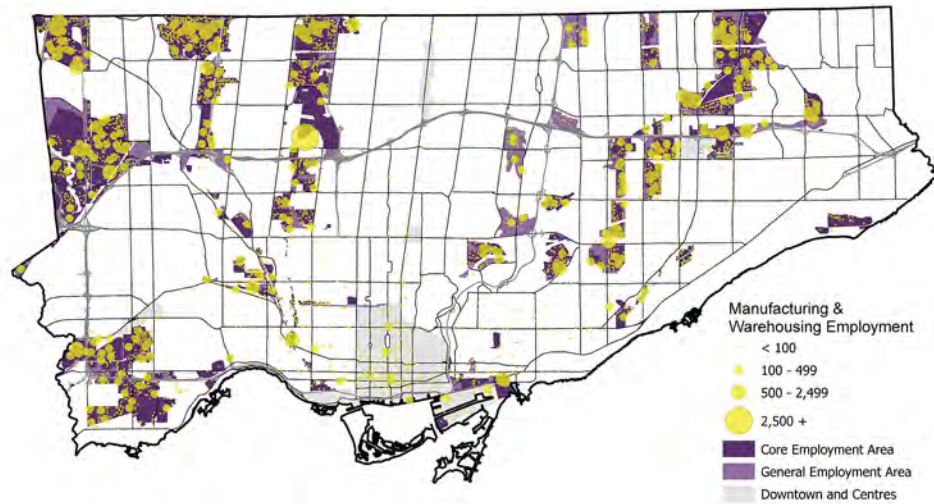 Manufacturing &
Warehousing Employment
< 100
100 - 499
500 - 2,499
2,500 +
Core Employment Area
General Employment Area
Downtown and Centres